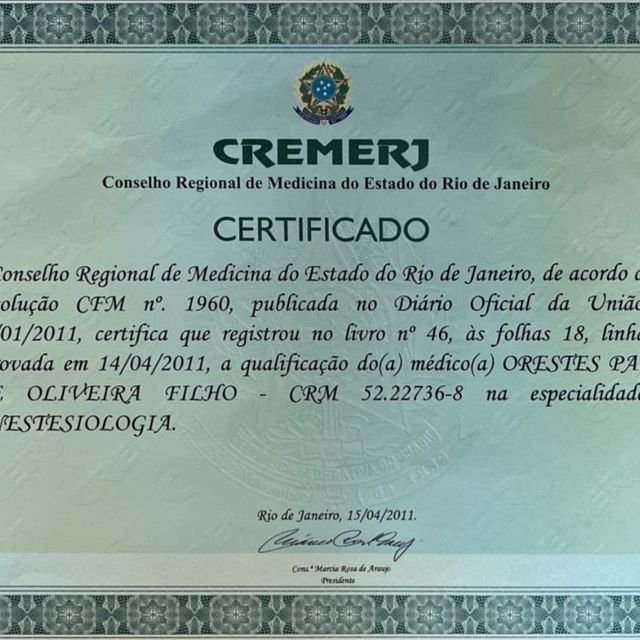 CREMERJ
Conselho Regional de Medicina do Estado do Rio de Janeiro
CERTIFICADO
Conselho Regional de Medicina do Estado do Rio de Janeiro, de acordo
olução CFM nº. 1960, publicada no Diário Oficial da União
/01/2011, certifica que registrou no livro nº 46, às folhas 18, linha
rovada em 14/04/2011, a qualificação do(a) médico(a) ORESTES PA
E OLIVEIRA FILHO - CRM 52.22736-8 na especialidad
NESTESIOLOGIA.
Rio de Janeiro, 15/04/2011.
Cons.ª Marcia Rosa de Araujo
Presidente